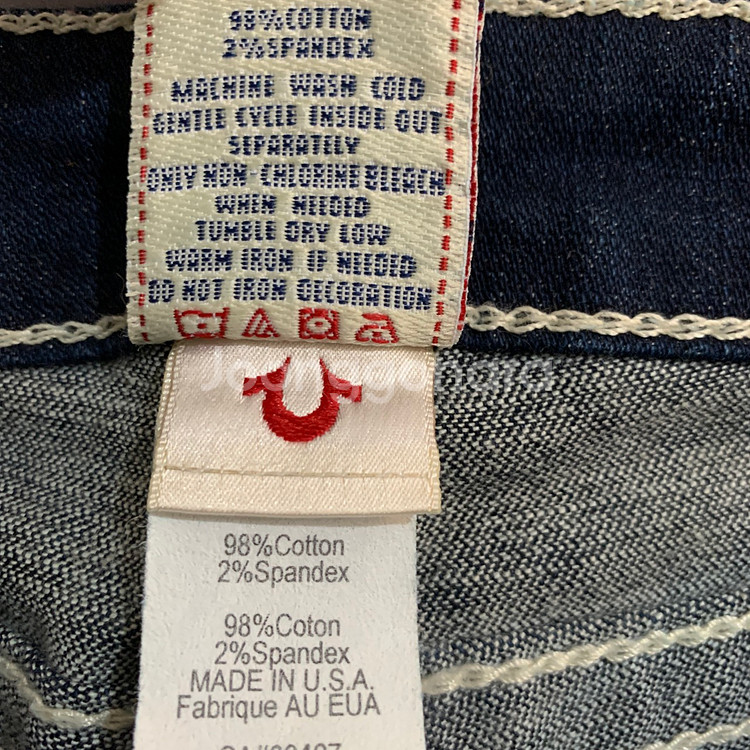 98%COTTON
2%SPANDEX
MACHINE WASH COLD
GENTLE CYCLE INSIDE OUT
SEPARATELY
ONLY NON-CHLORINE BLEACH
WHEN NEEDED
TUMBLE DRY LOW
WARM IRON IF NEEDED
DO NOT IRON DECORATION
Joonggonara
98%Cotton
2%Spandex
98%Coton
2%Spandex
MADE IN U.S.A.
Fabrique AU EUA